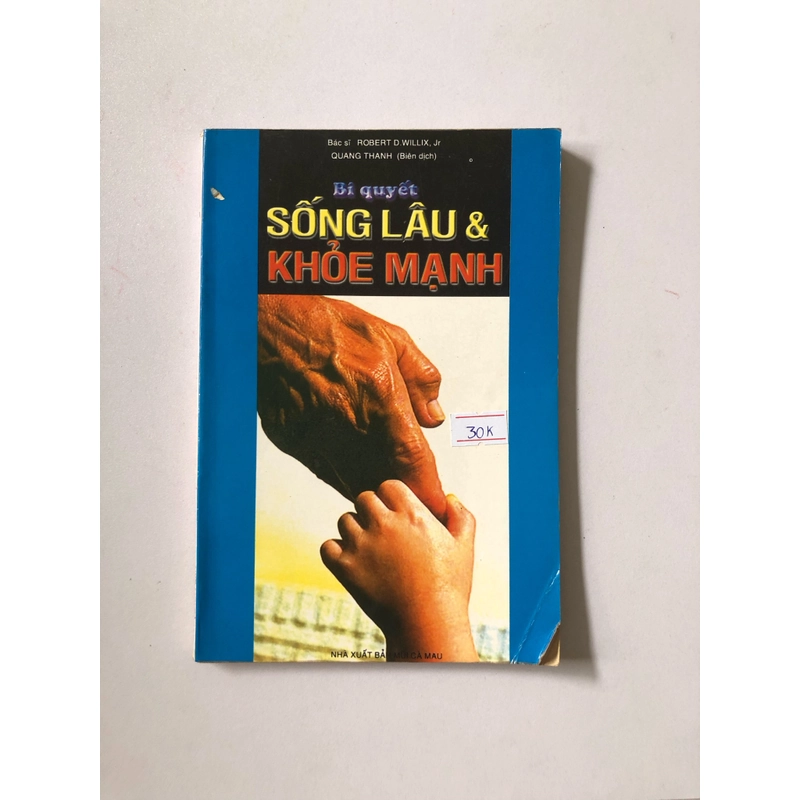 Bác sĩ ROBERT D.WILLIX, Jr
QUANG THANH (Biên dịch)
Bí quyết
SỐNG LÂU &
KHỎE MẠNH
30K
NHÀ XUẤT BẢN MŨI CÀ MAU